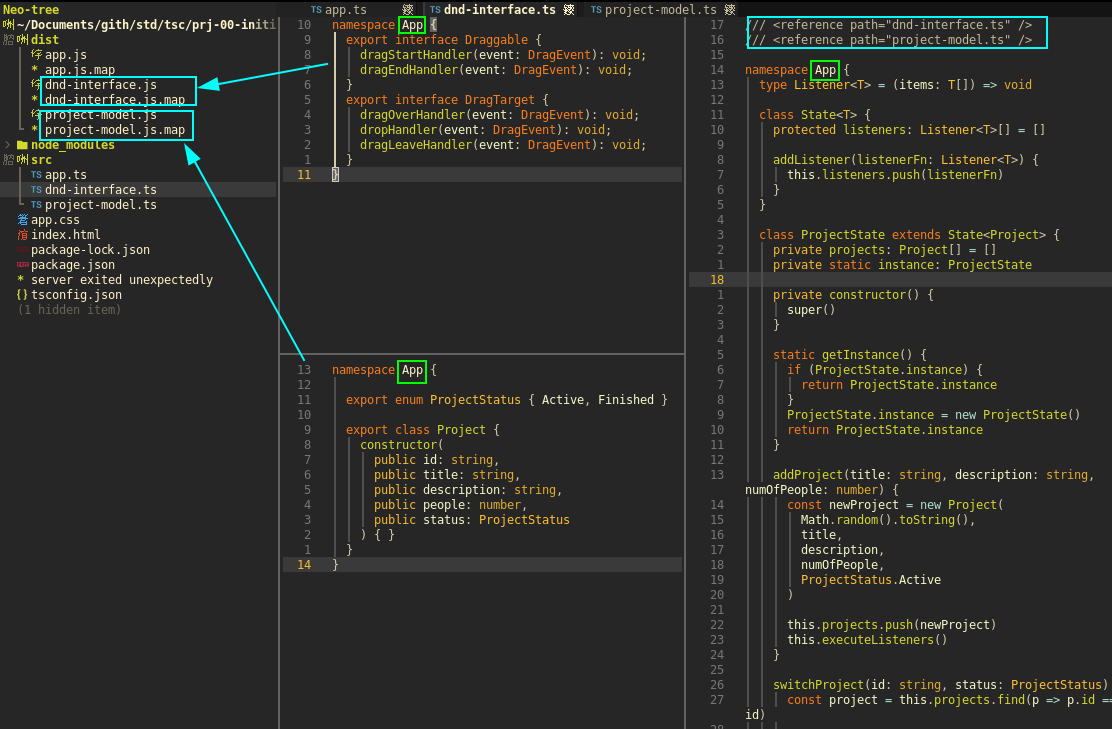 Neo-tree
~/Documents/gith/std/tsc/prj-00-initi
dist
app.js
* app.js.map
dnd-interface.js
* dnd-interface.js.map
project-model.js
* project-model.js.map
node_modules
src
TS app.ts
TS dnd-interface.ts
TS project-model.ts
app.css
index.html
package-lock.json
package.json
* server exited unexpectedly
{} tsconfig.json
(1 hidden item)
TS app.ts
TS dnd-interface.ts
TS project-model.ts
10 namespace App {
9 export interface Draggable {
8 dragStartHandler(event: DragEvent): void;
7 dragEndHandler(event: DragEvent): void;
6 }
5 export interface DragTarget {
4 dragOverHandler(event: DragEvent): void;
3 dropHandler(event: DragEvent): void;
2 dragLeaveHandler(event: DragEvent): void;
1 }
11 }
13 namespace App {
12
11 export enum ProjectStatus { Active, Finished }
10
9 export class Project {
8 constructor(
7 public id: string,
6 public title: string,
5 public description: string,
4 public people: number,
3 public status: ProjectStatus
2 ) { }
1 }
14 }
17 /// <reference path="dnd-interface.ts" />
16 /// <reference path="project-model.ts" />
15
14 namespace App {
13 type Listener<T> = (items: T[]) => void
12
11 class State<T> {
10 protected listeners: Listener<T>[] = []
9
8 addListener(listenerFn: Listener<T>) {
7 this.listeners.push(listenerFn)
6 }
5 }
4
3 class ProjectState extends State<Project> {
2 private projects: Project[] = []
1 private static instance: ProjectState
18
1 private constructor() {
2 super()
3 }
4
5 static getInstance() {
6 if (ProjectState.instance) {
7 return ProjectState.instance
8 }
9 ProjectState.instance = new ProjectState()
10 return ProjectState.instance
11 }
12
13 addProject(title: string, description: string,
numOfPeople: number) {
14 const newProject = new Project(
15 Math.random().toString(),
16 title,
17 description,
18 numOfPeople,
19 ProjectStatus.Active
20 )
21
22 this.projects.push(newProject)
23 this.executeListeners()
24 }
25
26 switchProject(id: string, status: ProjectStatus)
27 const project = this.projects.find(p => p.id ==
id)
28